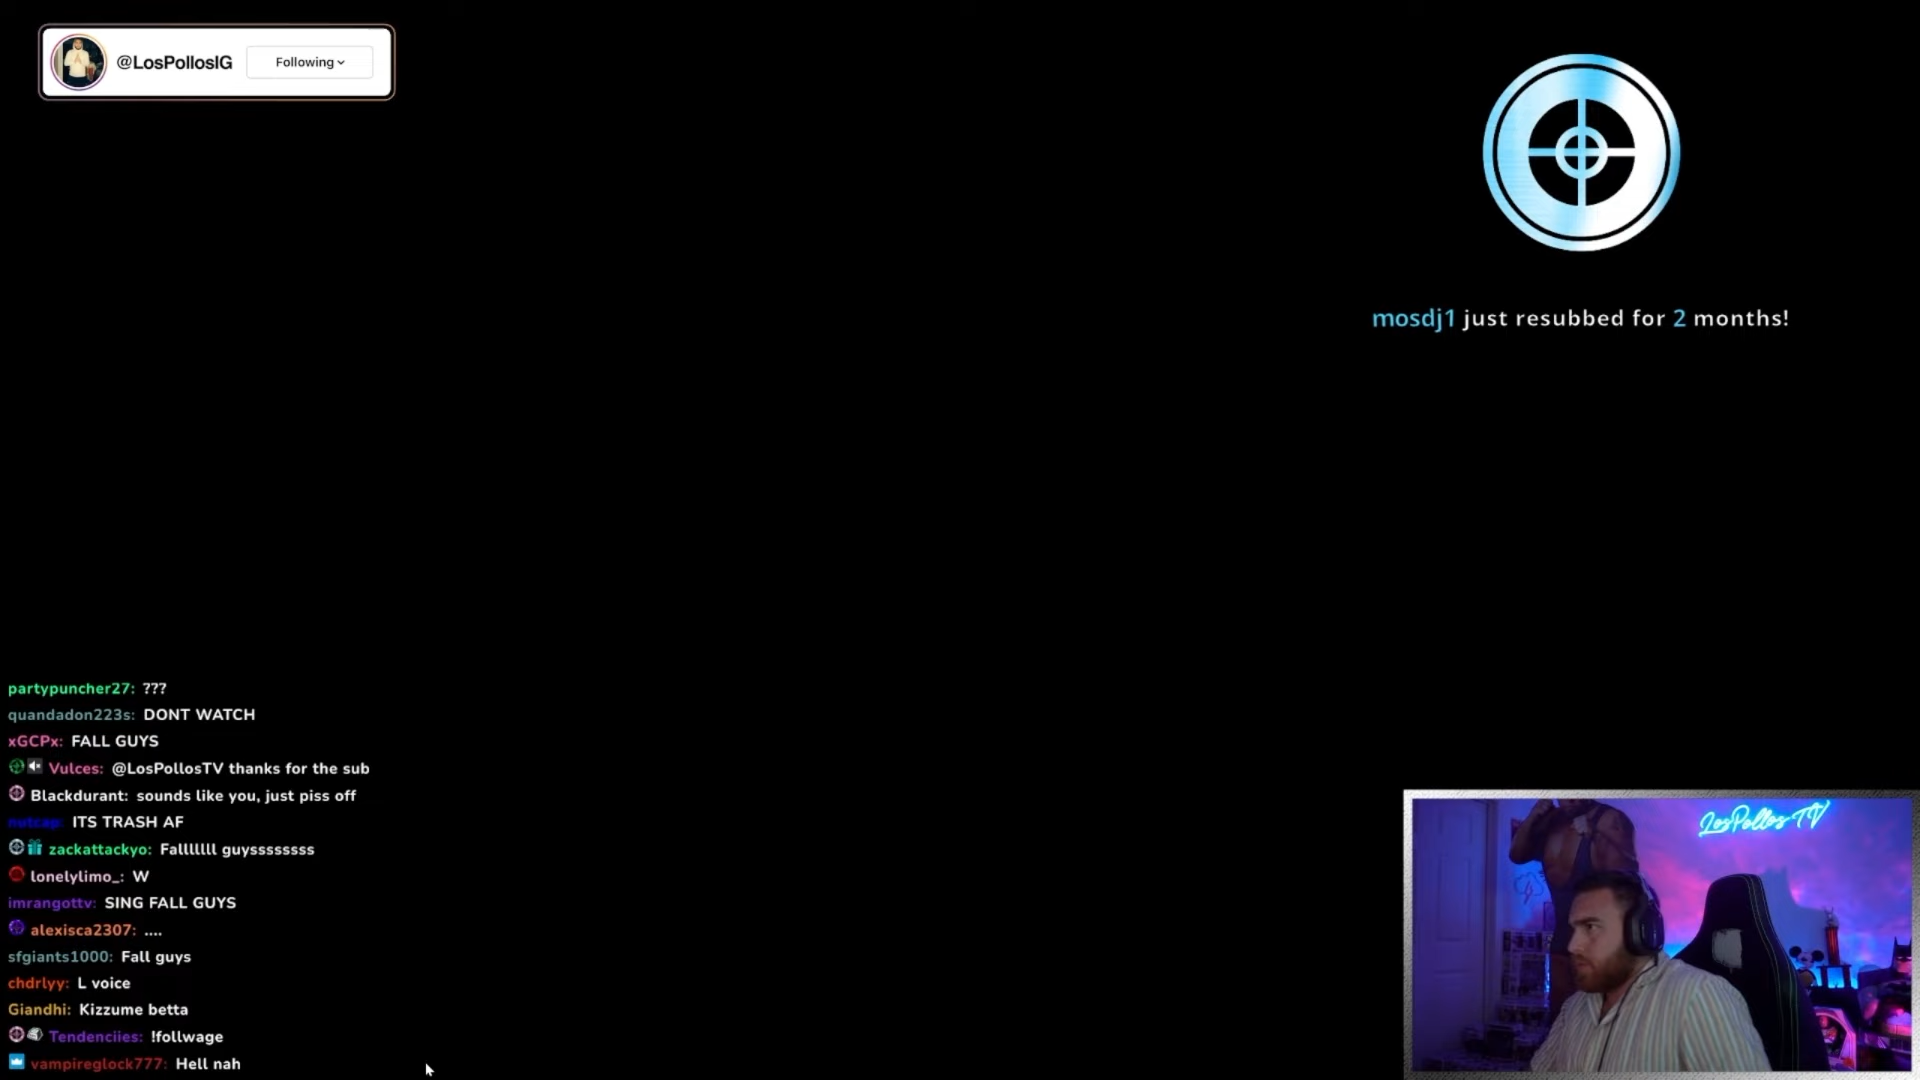 @LosPollosIG Following
mosdj1 just resubbed for 2 months!
partypuncher27: ???
quandadon223s: DONT WATCH
xGCPx: FALL GUYS
Vulces: @LosPollosTV thanks for the sub
Blackdurant: sounds like you, just piss off
nutcap: ITS TRASH AF
zackattackyo: Fallllll guyssssssss
lonelylimo_: W
imrangottv: SING FALL GUYS
alexisca2307: ....
sfgiants1000: Fall guys
chdrlyy: L voice
Giandhi: Kizzume betta
Tendenciies: !follwage
vampireglock777: Hell nah
LosPollosTV